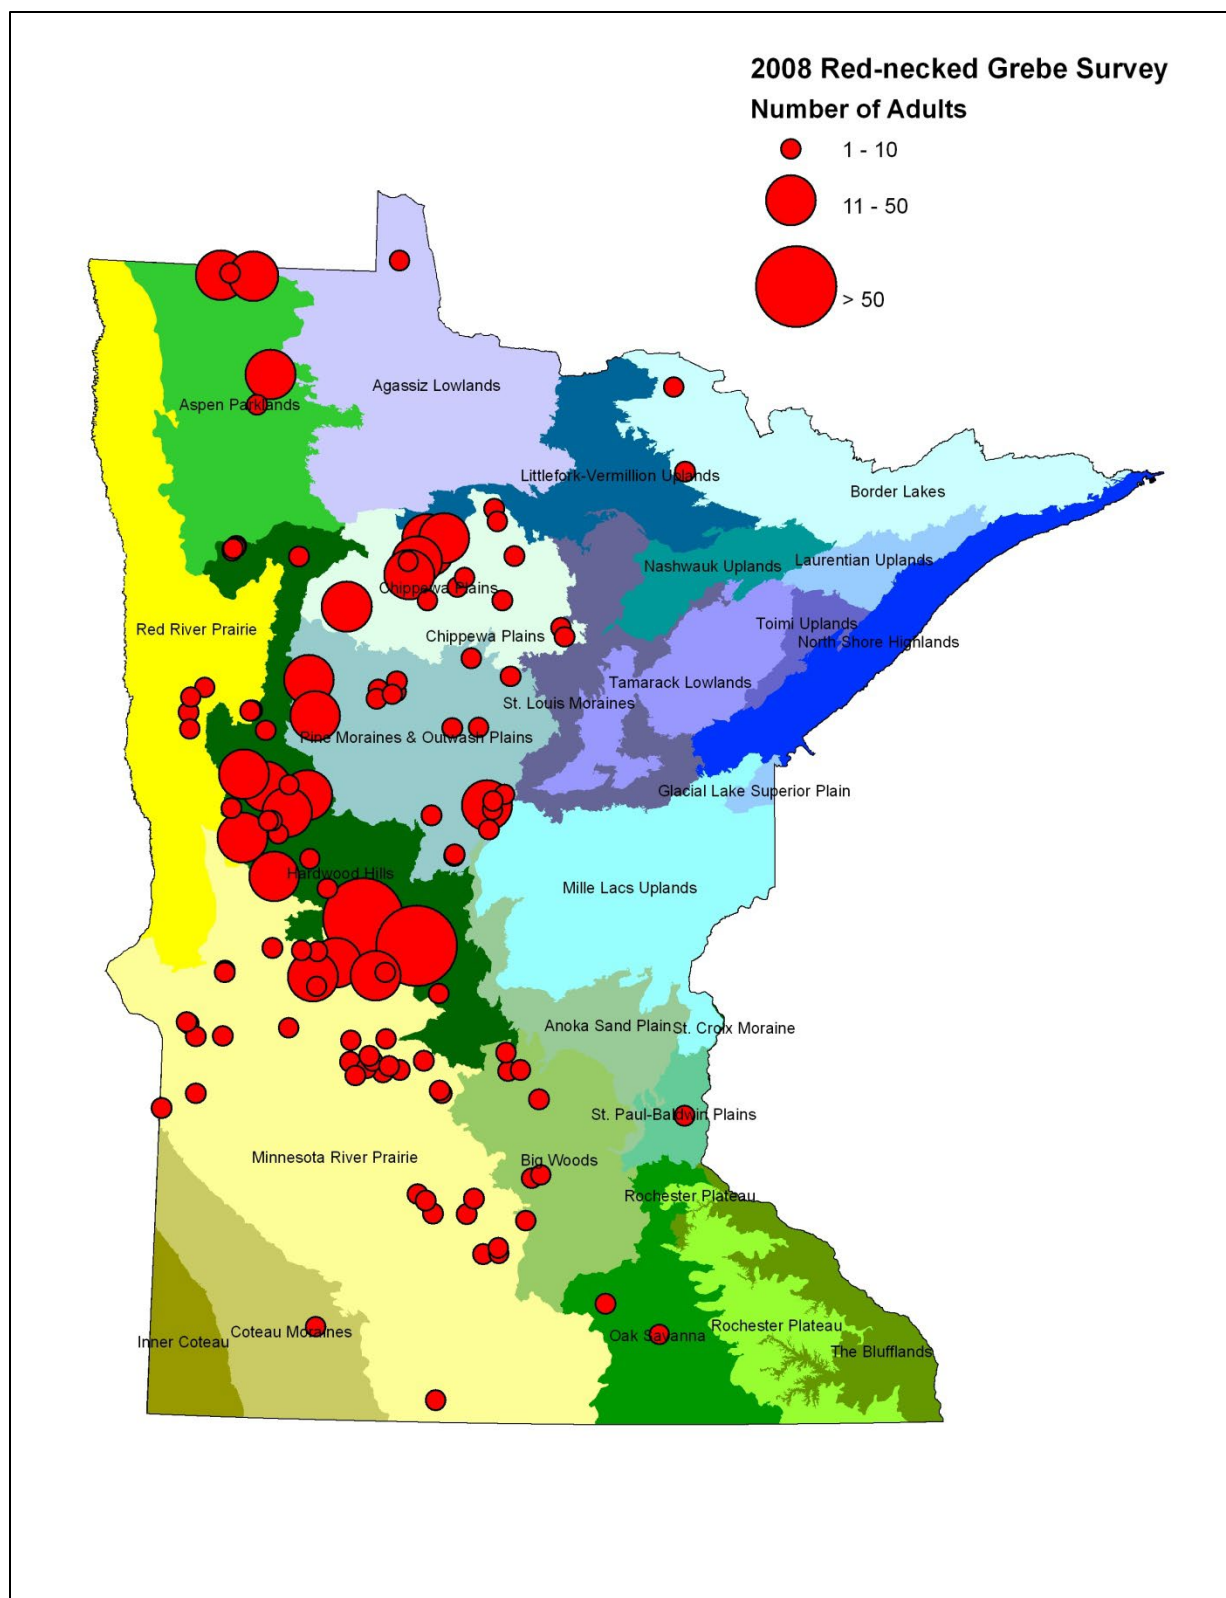 2008 Red-necked Grebe Survey
Number of Adults
1 - 10
11 - 50
> 50
Agassiz Lowlands
Aspen Parklands
Littlefork-Vermillion Uplands
Border Lakes
Laurentian Uplands
Nashwauk Uplands
Chippewa Plains
Toimi Uplands
Red River Prairie
Chippewa Plains
North Shore Highlands
Tamarack Lowlands
St. Louis Moraines
Pine Moraines & Outwash Plains
Glacial Lake Superior Plain
Hardwood Hills
Mille Lacs Uplands
Anoka Sand Plain
St. Croix Moraine
St. Paul-Baldwin Plains
Minnesota River Prairie
Big Woods
Rochester Plateau
Rochester Plateau
Coteau Moraines
Oak Savanna
Inner Coteau
The Blufflands